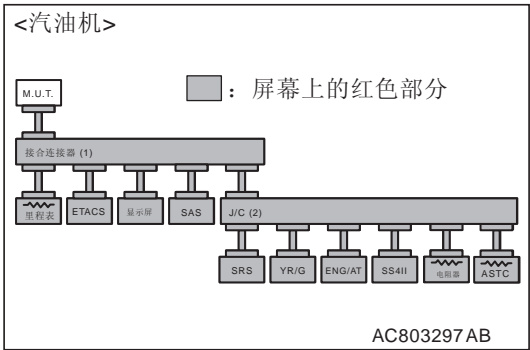 <汽油机>
：屏幕上的红色部分
M.U.T.
接合连接器 (1)
里程表 ETACS 显示屏 SAS J/C (2)
SRS YR/G ENG/AT SS4II 电阻器 ASTC
AC803297AB